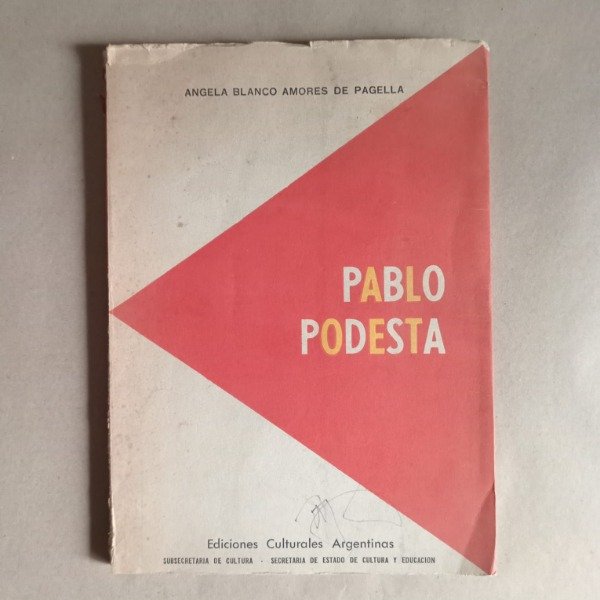 ANGELA BLANCO AMORES DE PAGELLA
PABLO
PODESTA
Ediciones Culturales Argentinas
SUBSECRETARIA DE CULTURA - SECRETARIA DE ESTADO DE CULTURA Y EDUCACION